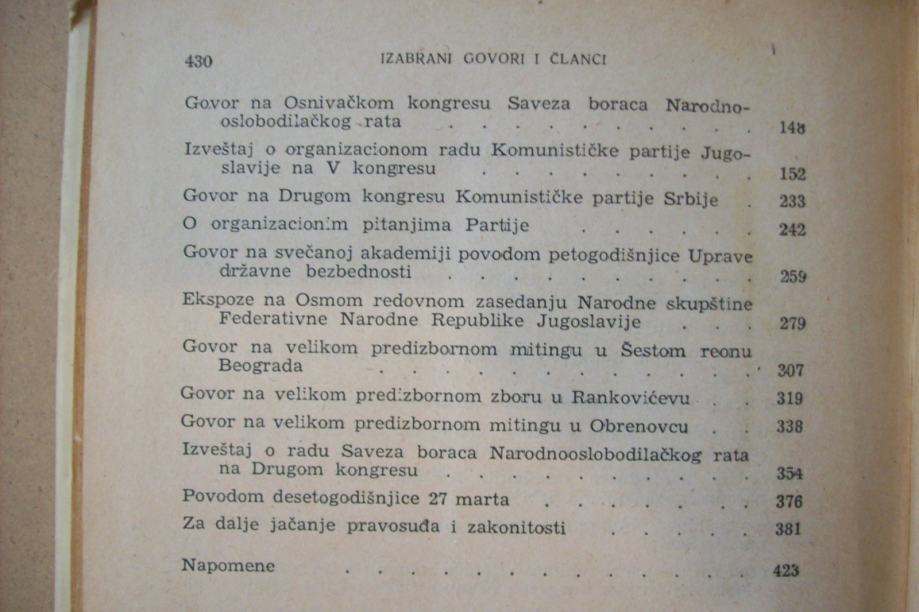 430 IZABRANI GOVORI I ČLANCI
Govor na Osnivačkom kongresu Saveza boraca Narodno-
oslobodilačkog rata . . . . . . . . . . 148
Izveštaj o organizacionom radu Komunističke partije Jugo-
slavije na V kongresu . . . . . . . . . 152
Govor na Drugom kongresu Komunističke partije Srbije . 233
O organizacionim pitanjima Partije . . . . . . 242
Govor na svečanoj akademiji povodom petogodišnjice Uprave
državne bezbednosti . . . . . . . . . . 259
Ekspoze na Osmom redovnom zasedanju Narodne skupštine
Federativne Narodne Republike Jugoslavije . . . 279
Govor na velikom predizbornom mitingu u Šestom reonu
Beograda . . . . . . . . . . . . 307
Govor na velikom predizbornom zboru u Rankovićevu . . 319
Govor na velikom predizbornom mitingu u Obrenovcu . . 338
Izveštaj o radu Saveza boraca Narodnooslobodilačkog rata
na Drugom kongresu . . . . . . . . . . 354
Povodom desetogodišnjice 27 marta . . . . . . . 376
Za dalje jačanje pravosuđa i zakonitosti . . . . . 381
Napomene . . . . . . . . . . . . . 423